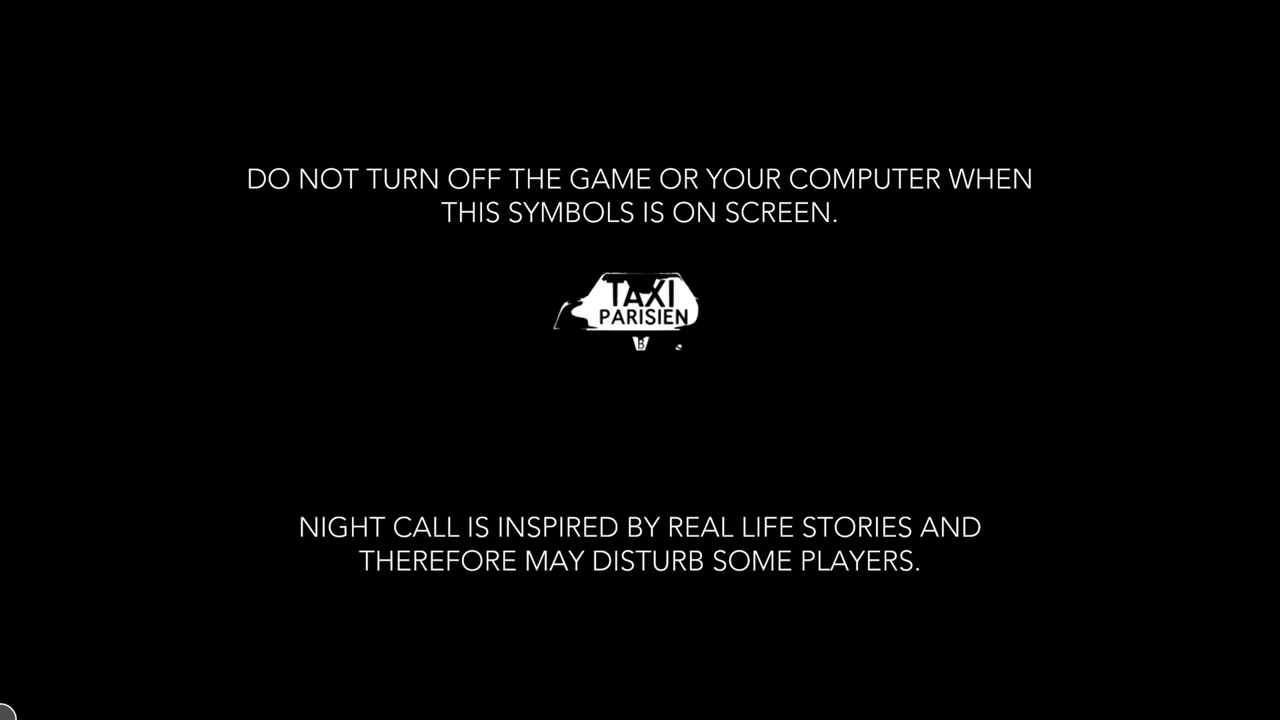 DO NOT TURN OFF THE GAME OR YOUR COMPUTER WHEN
THIS SYMBOLS IS ON SCREEN.
TAXI
PARISIEN
B
NIGHT CALL IS INSPIRED BY REAL LIFE STORIES AND
THEREFORE MAY DISTURB SOME PLAYERS.